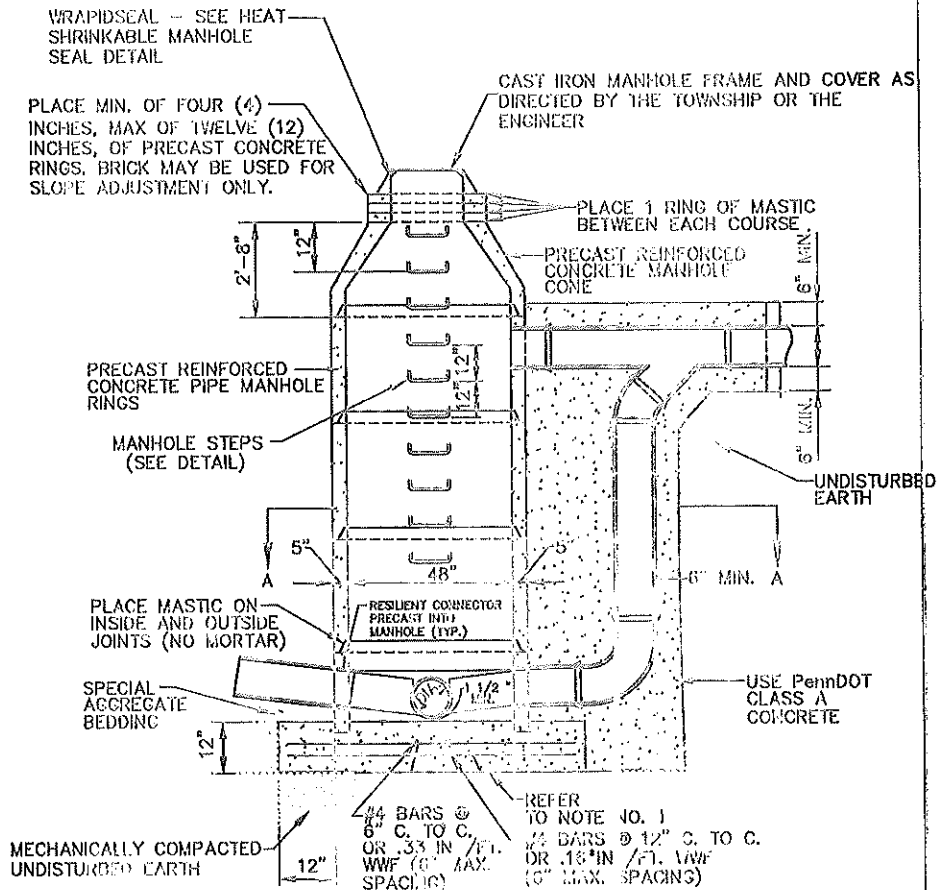 WRAPIDSEAL – SEE HEAT
SHRINKABLE MANHOLE
SEAL DETAIL
CAST IRON MANHOLE FRAME AND COVER AS
DIRECTED BY THE TOWNSHIP OR THE
ENGINEER
PLACE MIN. OF FOUR (4)
INCHES, MAX OF TWELVE (12)
INCHES, OF PRECAST CONCRETE
RINGS. BRICK MAY BE USED FOR
SLOPE ADJUSTMENT ONLY.
PLACE 1 RING OF MASTIC
BETWEEN EACH COURSE
2'-8"
12"
PRECAST REINFORCED
CONCRETE MANHOLE
CONE
6" MIN.
PRECAST REINFORCED
CONCRETE PIPE MANHOLE
RINGS
12"
12"
MANHOLE STEPS
(SEE DETAIL)
6" MIN.
UNDISTURBED
EARTH
A
5"
48"
5"
6" MIN.
A
PLACE MASTIC ON
INSIDE AND OUTSIDE
JOINTS (NO MORTAR)
RESILIENT CONNECTOR
PRECAST INTO
MANHOLE (TYP.)
SPECIAL
AGGREGATE
BEDDING
DIA.
1 1/2"
MIN.
USE PennDOT
CLASS A
CONCRETE
12"
REFER
TO NOTE NO. 1
MECHANICALLY COMPACTED
UNDISTURBED EARTH
12"
#4 BARS @
6" C. TO C.
OR .33 IN /FT.
WWF (6" MAX.
SPACING)
#4 BARS @ 12" C. TO C.
OR .16 IN /FT. WWF
(6" MAX. SPACING)